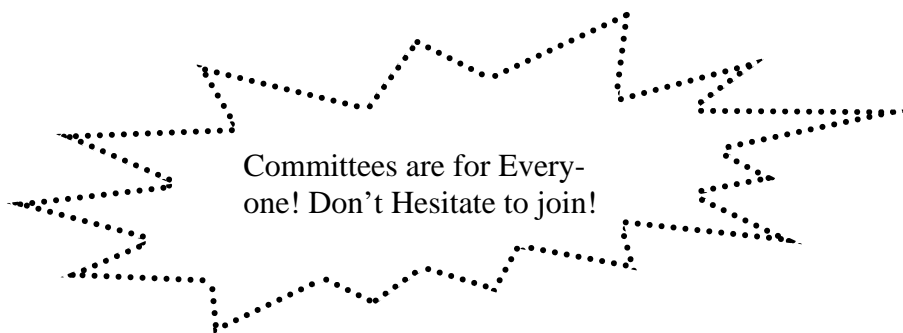 Committees are for Every-
one! Don’t Hesitate to join!